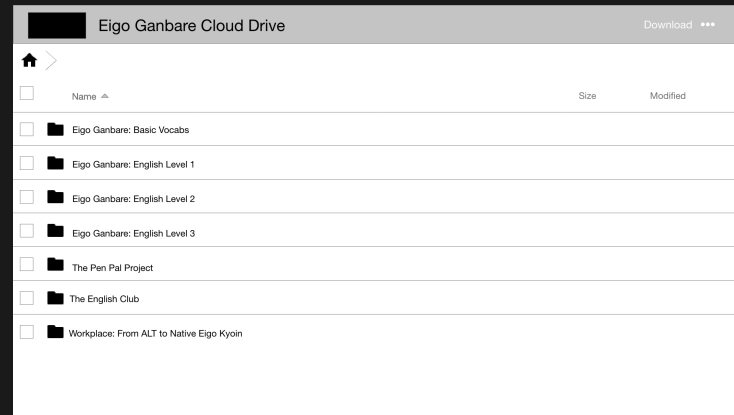 Eigo Ganbare Cloud Drive
Download
Name
Size
Modified
Eigo Ganbare: Basic Vocabs
Eigo Ganbare: English Level 1
Eigo Ganbare: English Level 2
Eigo Ganbare: English Level 3
The Pen Pal Project
The English Club
Workplace: From ALT to Native Eigo Kyoin